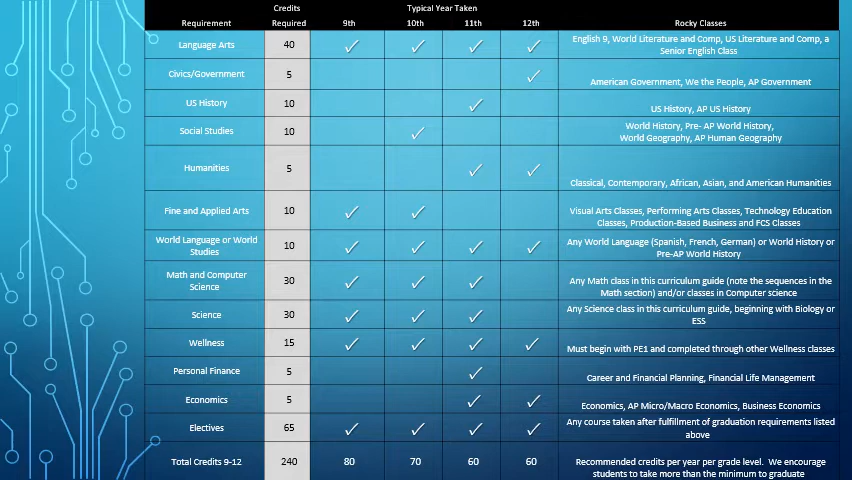 Credits
Typical Year Taken
Requirement Required 9th 10th 11th 12th Rocky Classes
Language Arts 40 ✓ ✓ ✓ ✓ English 9, World Literature and Comp, US Literature and Comp, a
Senior English Class
Civics/Government 5 ✓ American Government, We the People, AP Government
US History 10 ✓ US History, AP US History
Social Studies 10 ✓ World History, Pre- AP World History,
World Geography, AP Human Geography
Humanities 5 ✓ ✓ Classical, Contemporary, African, Asian, and American Humanities
Fine and Applied Arts 10 ✓ ✓ Visual Arts Classes, Performing Arts Classes, Technology Education
Classes, Production-Based Business and FCS Classes
World Language or World
Studies 10 ✓ ✓ ✓ ✓ Any World Language (Spanish, French, German) or World History or
Pre-AP World History
Math and Computer
Science 30 ✓ ✓ ✓ Any Math class in this curriculum guide (note the sequences in the
Math section) and/or classes in Computer science
Science 30 ✓ ✓ ✓ Any Science class in this curriculum guide, beginning with Biology or
ESS
Wellness 15 ✓ ✓ ✓ ✓ Must begin with PE1 and completed through other Wellness classes
Personal Finance 5 ✓ Career and Financial Planning, Financial Life Management
Economics 5 ✓ ✓ Economics, AP Micro/Macro Economics, Business Economics
Electives 65 ✓ ✓ ✓ ✓ Any course taken after fulfillment of graduation requirements listed
above
Total Credits 9-12 240 80 70 60 60 Recommended credits per year per grade level. We encourage
students to take more than the minimum to graduate